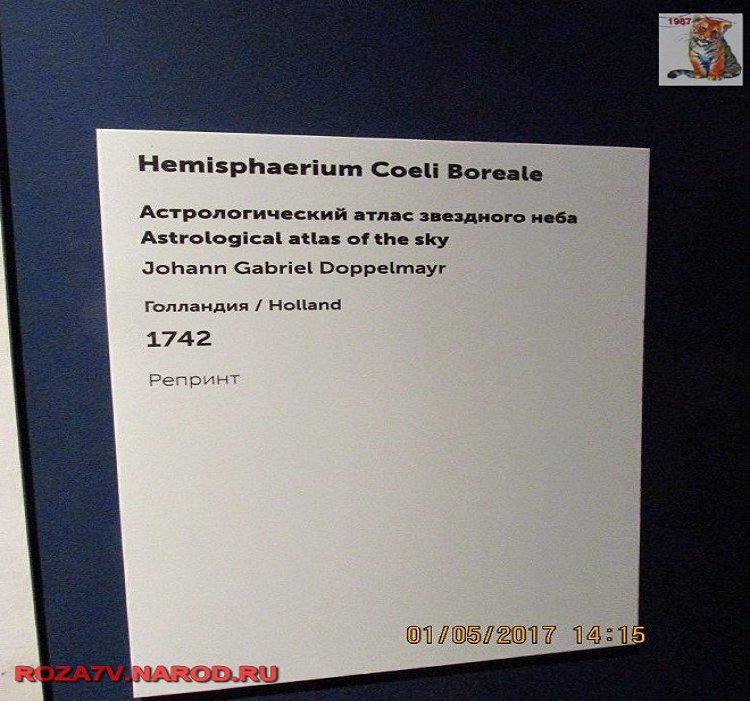 1987
Hemisphaerium Coeli Boreale
Астрологический атлас звездного неба
Astrological atlas of the sky
Johann Gabriel Doppelmayr
Голландия / Holland
1742
Репринт
01/05/2017 14:15
ROZA7V.NAROD.RU